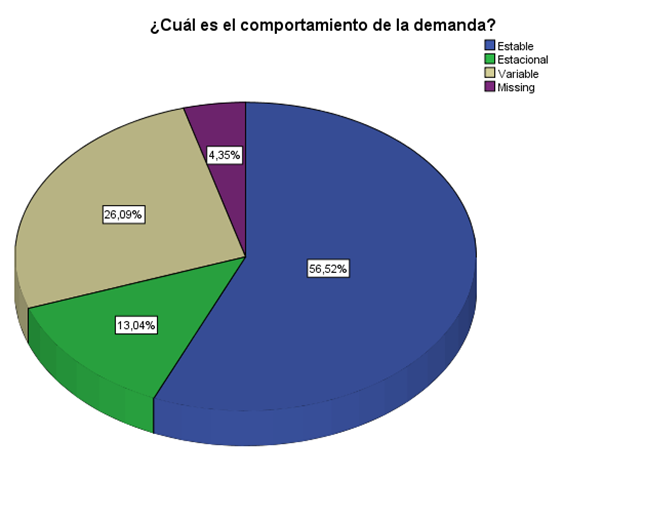 ¿Cuál es el comportamiento de la demanda?
Estable
Estacional
Variable
Missing
4,35%
26,09%
56,52%
13,04%